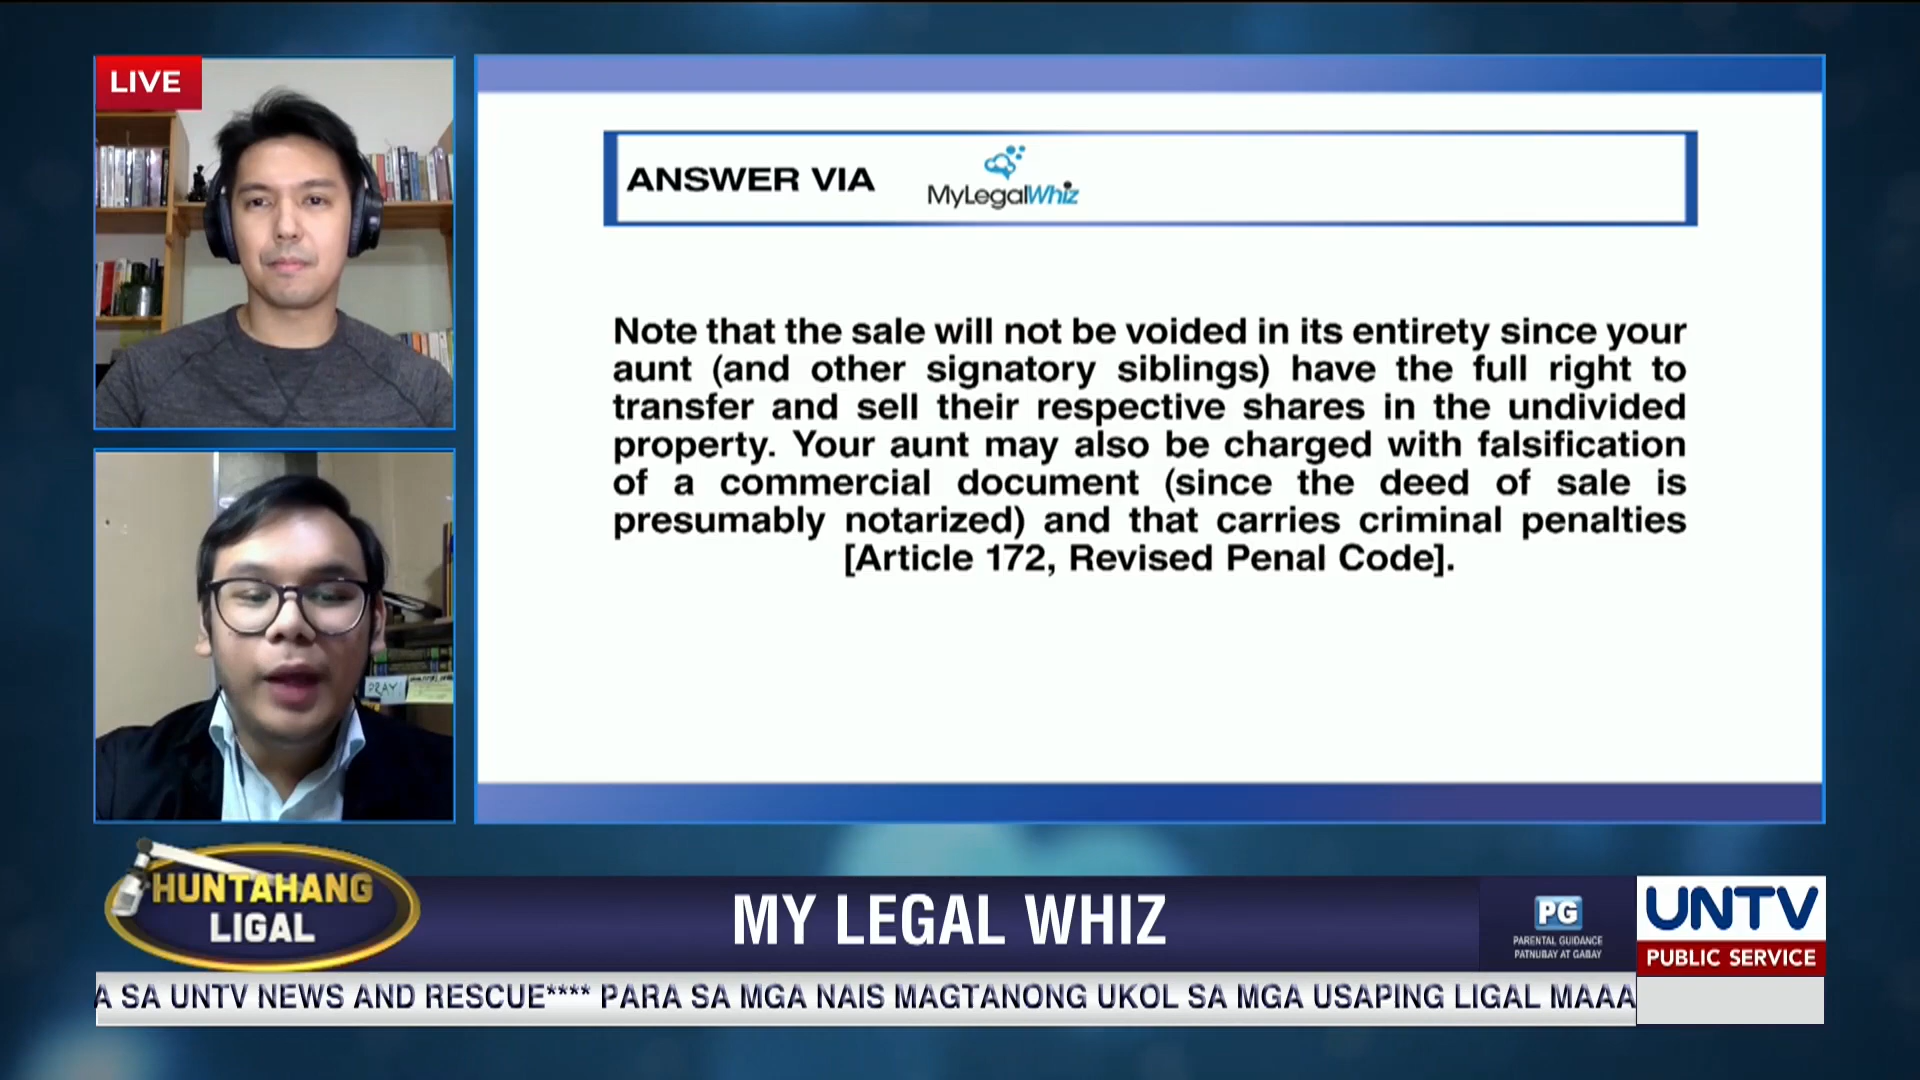 LIVE
ANSWER VIA
MyLegalWhiz
Note that the sale will not be voided in its entirety since your
aunt (and other signatory siblings) have the full right to
transfer and sell their respective shares in the undivided
property. Your aunt may also be charged with falsification
of a commercial document (since the deed of sale is
presumably notarized) and that carries criminal penalties
[Article 172, Revised Penal Code].
PRAY!
HUNTAHANG
LIGAL
MY LEGAL WHIZ
PG
PARENTAL GUIDANCE
PATNUBAY AT GABAY
UNTV
PUBLIC SERVICE
A SA UNTV NEWS AND RESCUE**** PARA SA MGA NAIS MAGTANONG UKOL SA MGA USAPING LIGAL MAAA